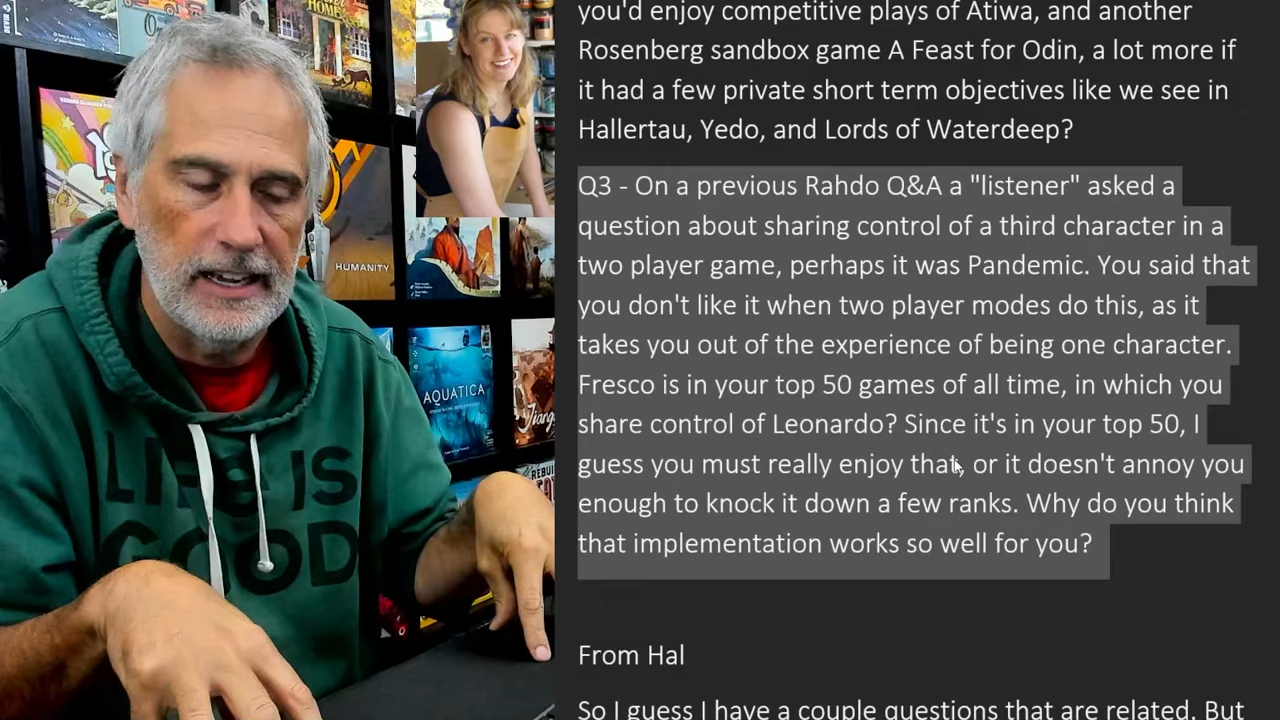 you'd enjoy competitive plays of Atiwa, and another
Rosenberg sandbox game A Feast for Odin, a lot more if
it had a few private short term objectives like we see in
Hallertau, Yedo, and Lords of Waterdeep?
Q3 - On a previous Rahdo Q&A a "listener" asked a
question about sharing control of a third character in a
two player game, perhaps it was Pandemic. You said that
you don't like it when two player modes do this, as it
takes you out of the experience of being one character.
Fresco is in your top 50 games of all time, in which you
share control of Leonardo? Since it's in your top 50, I
guess you must really enjoy that, or it doesn't annoy you
enough to knock it down a few ranks. Why do you think
that implementation works so well for you?
From Hal
So I guess I have a couple questions that are related. But
HOME
HUMANITY
AQUATICA
LIFE IS
GOOD